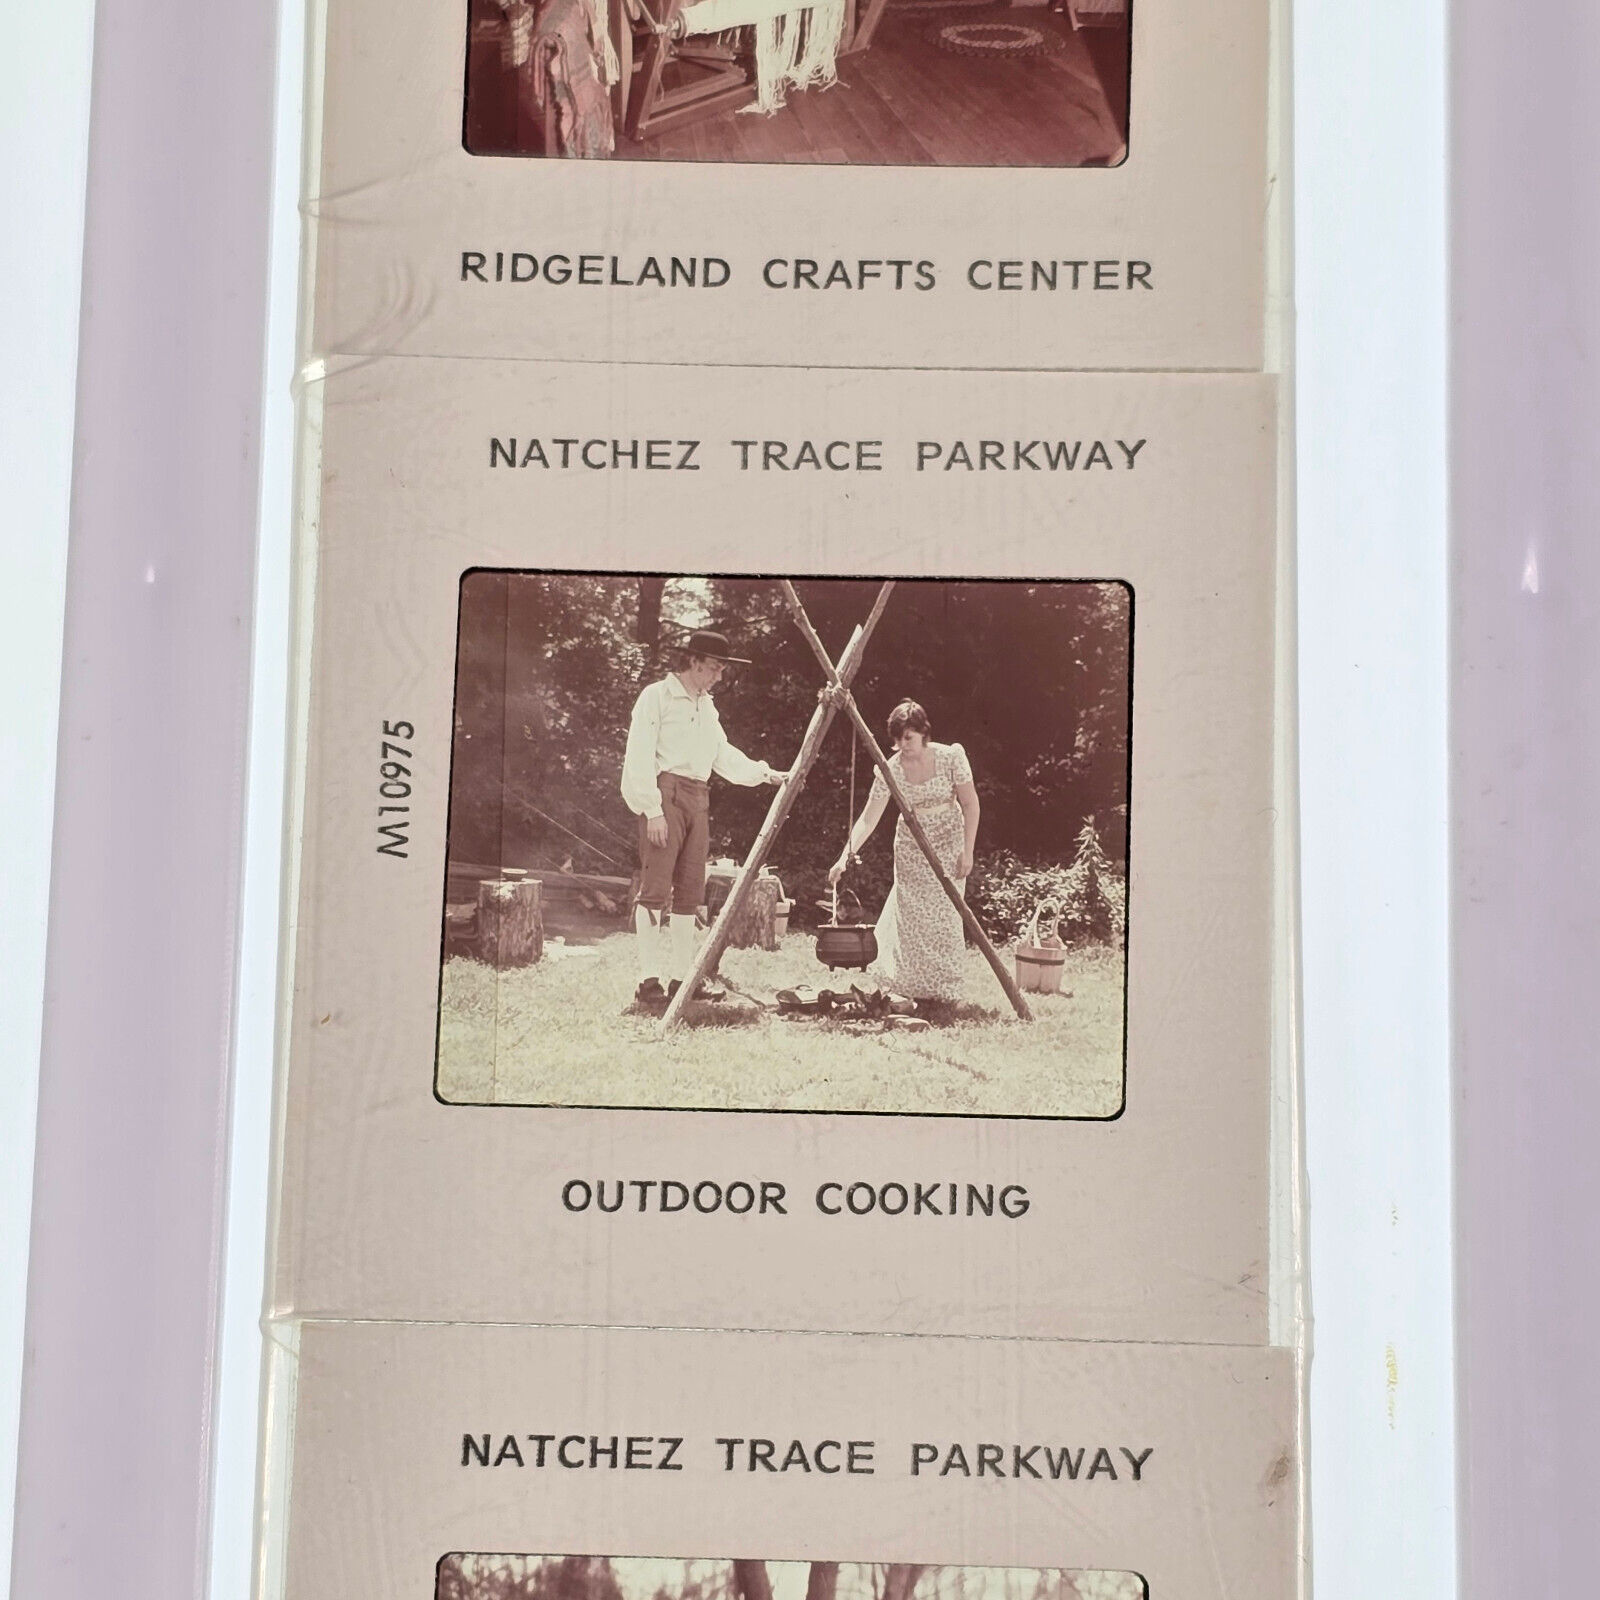 RIDGELAND CRAFTS CENTER
NATCHEZ TRACE PARKWAY
M10975
OUTDOOR COOKING
NATCHEZ TRACE PARKWAY